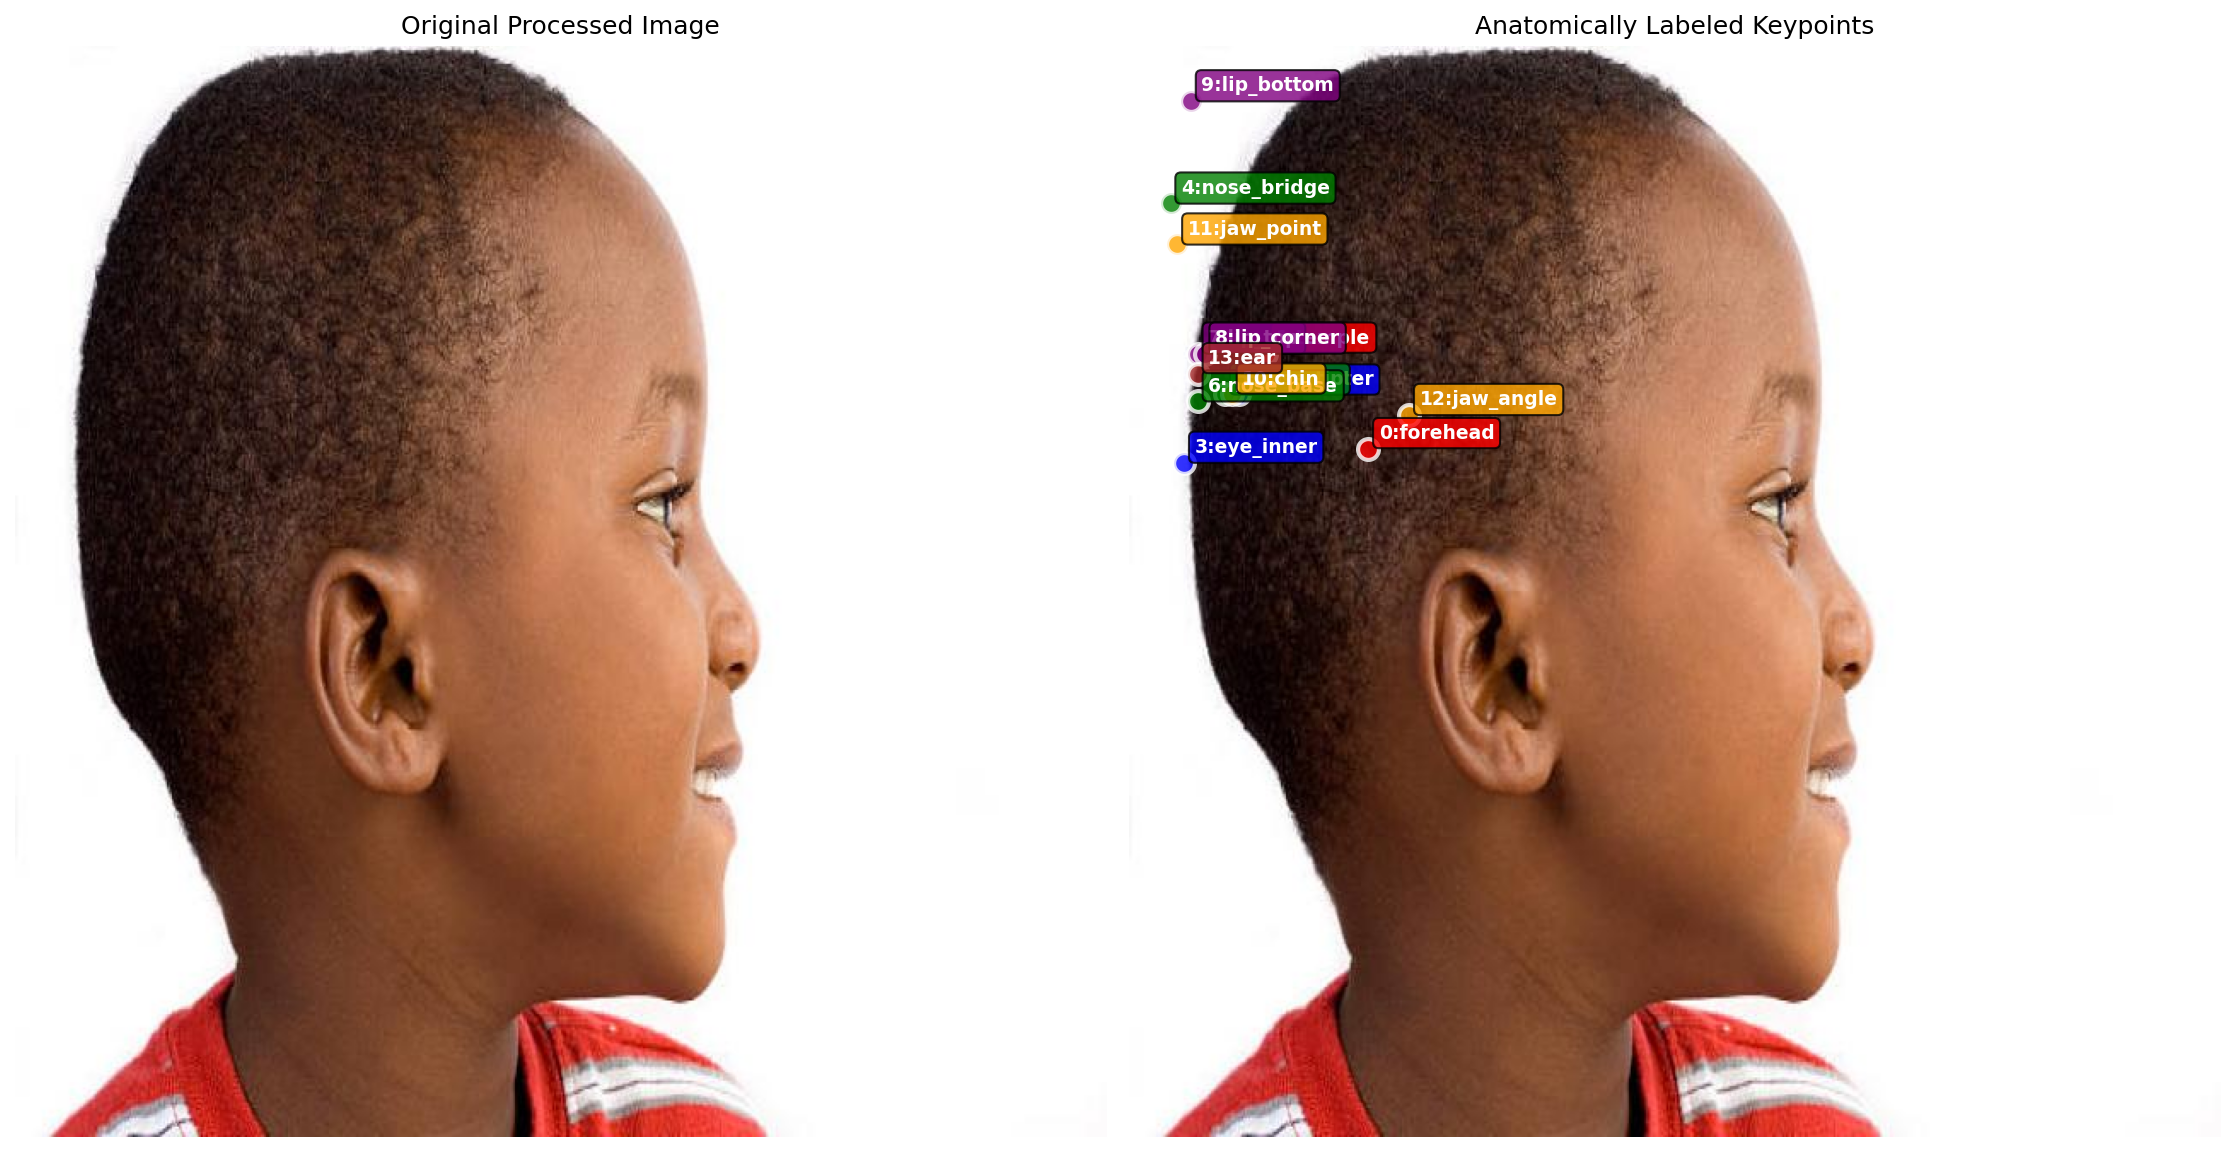 Original Processed Image
Anatomically Labeled Keypoints
9:lip_bottom
4:nose_bridge
11:jaw_point
8:lip_corner
13:ear
10:chin
12:jaw_angle
0:forehead
3:eye_inner